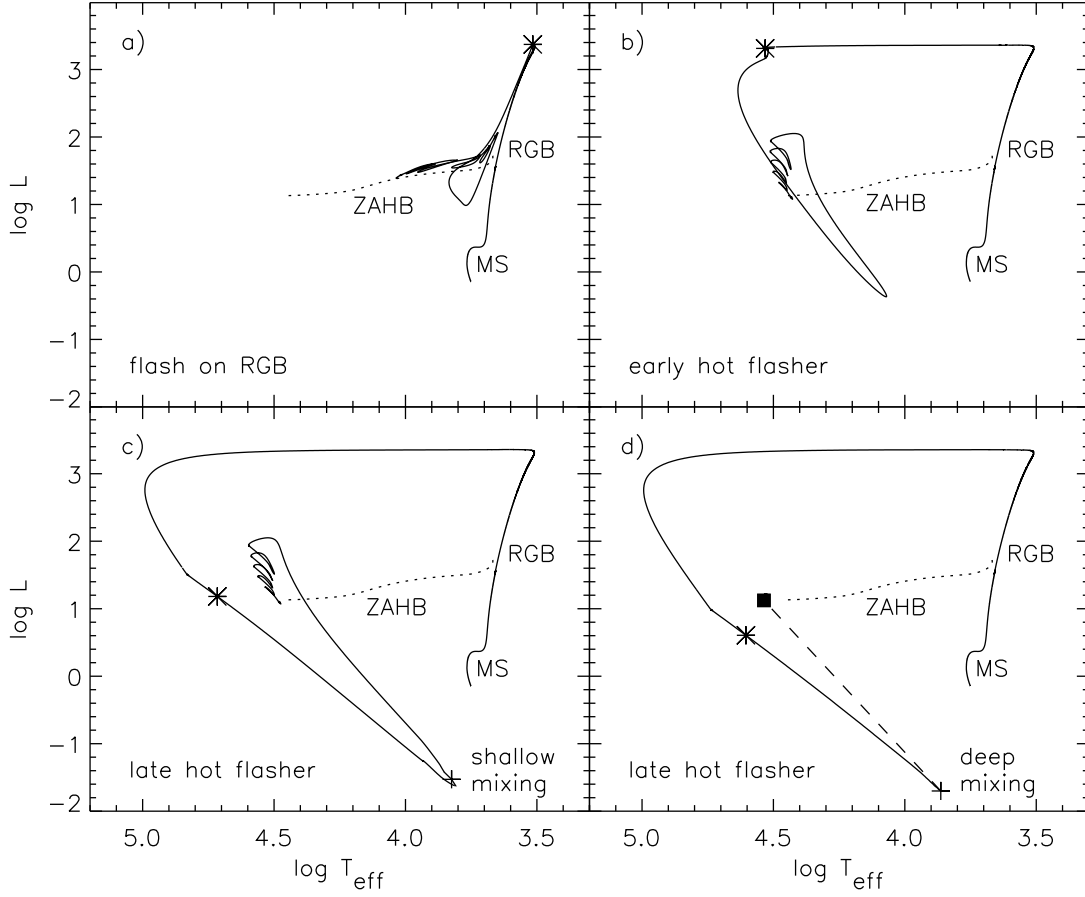 a)
3
2
1
0
−1
−2
log L
RGB
ZAHB
MS
flash on RGB
b)
RGB
ZAHB
MS
early hot flasher
c)
3
2
1
0
−1
−2
log L
RGB
ZAHB
MS
late hot flasher
shallow
mixing
5.0 4.5 4.0 3.5
log T_eff
d)
RGB
ZAHB
MS
late hot flasher
deep
mixing
5.0 4.5 4.0 3.5
log T_eff